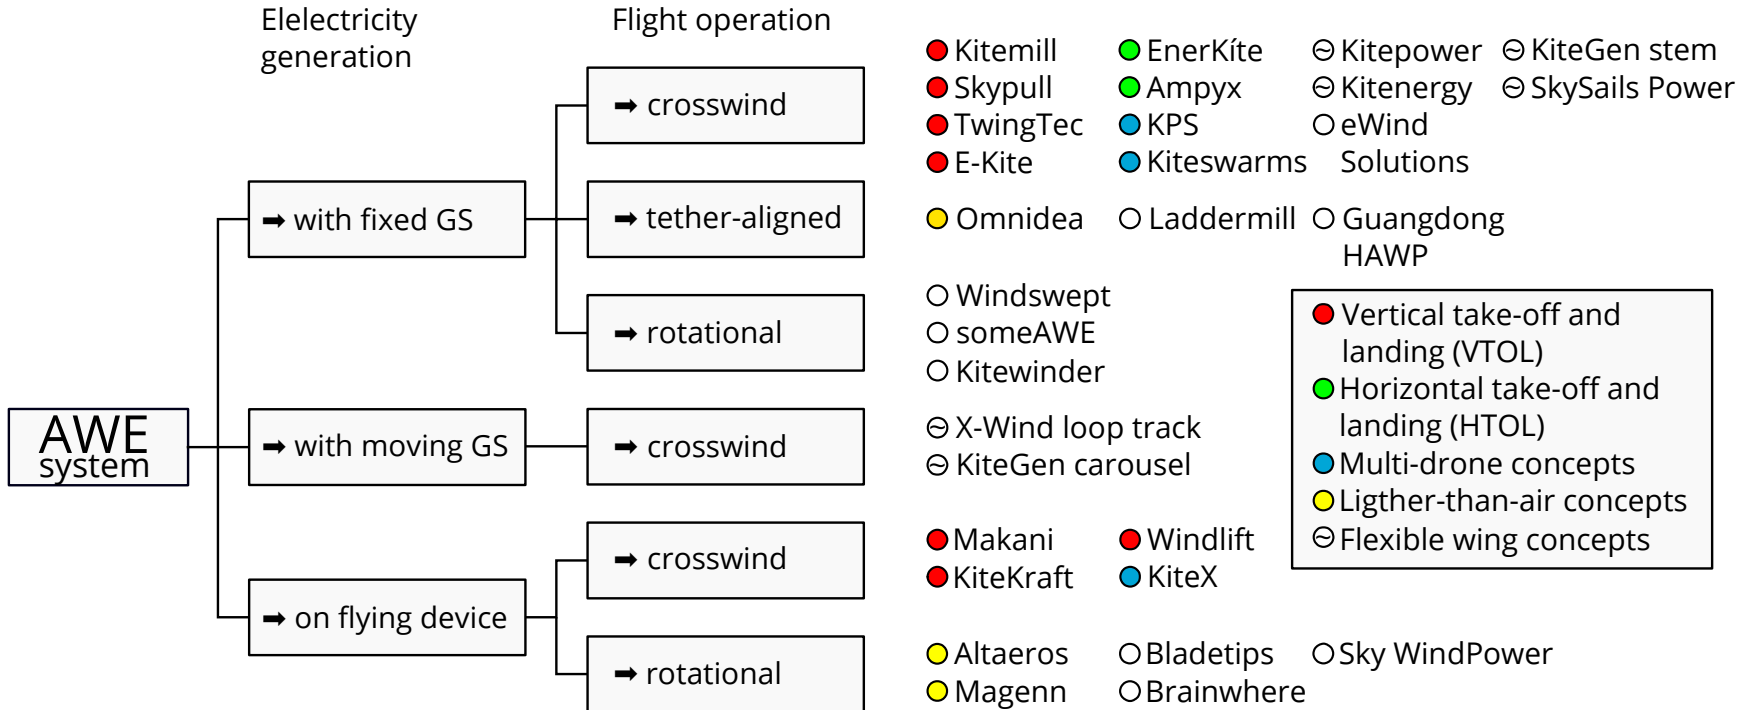 Elelectricity
generation
Flight operation
➡ crosswind
➡ tether-aligned
➡ rotational
➡ with fixed GS
AWE
system
➡ with moving GS
➡ crosswind
➡ on flying device
➡ crosswind
➡ rotational
Kitemill EnerKíte Kitepower KiteGen stem
Skypull Ampyx Kitenergy SkySails Power
TwingTec KPS eWind
E-Kite Kiteswarms Solutions
Omnidea Laddermill Guangdong
HAWP
Windswept
someAWE
Kitewinder
X-Wind loop track
KiteGen carousel
Makani Windlift
KiteKraft KiteX
Altaeros Bladetips Sky WindPower
Magenn Brainwhere
Vertical take-off and
landing (VTOL)
Horizontal take-off and
landing (HTOL)
Multi-drone concepts
Ligther-than-air concepts
Flexible wing concepts